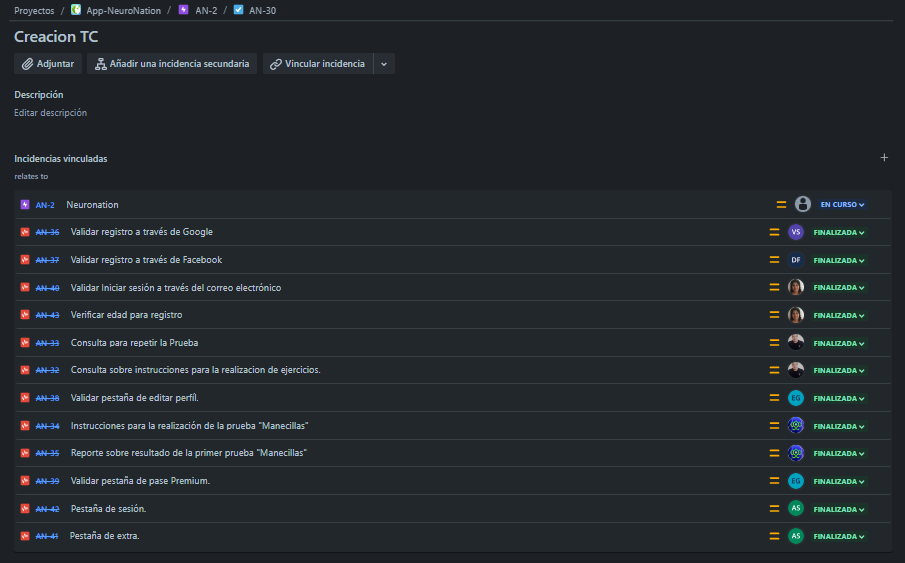 Proyectos / App-NeuroNation / AN-2 / AN-30
Creacion TC
Adjuntar Añadir una incidencia secundaria Vincular incidencia
Descripción
Editar descripción
Incidencias vinculadas
relates to
AN-2 Neuronation EN CURSO
AN-36 Validar registro a través de Google VS FINALIZADA
AN-37 Validar registro a través de Facebook DF FINALIZADA
AN-40 Validar Iniciar sesión a través del correo electrónico FINALIZADA
AN-43 Verificar edad para registro FINALIZADA
AN-33 Consulta para repetir la Prueba FINALIZADA
AN-32 Consulta sobre instrucciones para la realizacion de ejercicios. FINALIZADA
AN-38 Validar pestaña de editar perfil. EG FINALIZADA
AN-34 Instrucciones para la realización de la prueba "Manecillas" FINALIZADA
AN-35 Reporte sobre resultado de la primer prueba "Manecillas" FINALIZADA
AN-39 Validar pestaña de pase Premium. EG FINALIZADA
AN-42 Pestaña de sesión. AS FINALIZADA
AN-41 Pestaña de extra. AS FINALIZADA